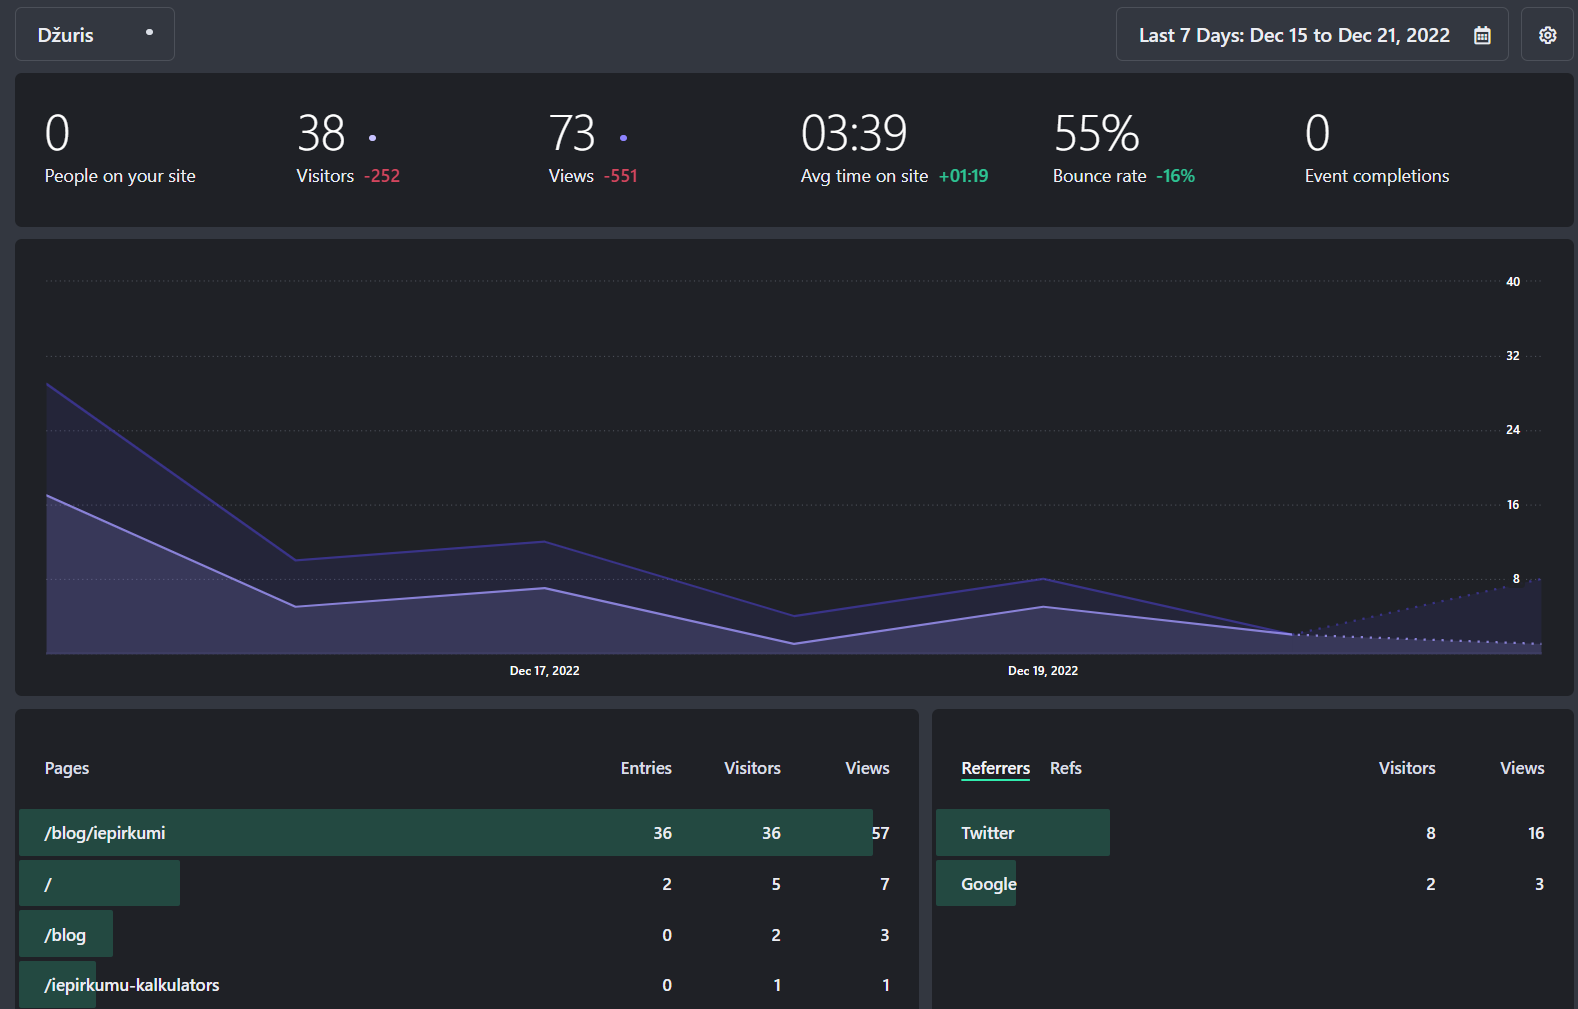 Džuris
Last 7 Days: Dec 15 to Dec 21, 2022
0
People on your site
38
Visitors -252
73
Views -551
03:39
Avg time on site +01:19
55%
Bounce rate -16%
0
Event completions
40
32
24
16
8
Dec 17, 2022
Dec 19, 2022
Pages Entries Visitors Views
/blog/iepirkumi 36 36 57
/ 2 5 7
/blog 0 2 3
/iepirkumu-kalkulators 0 1 1
Referrers Refs Visitors Views
Twitter 8 16
Google 2 3